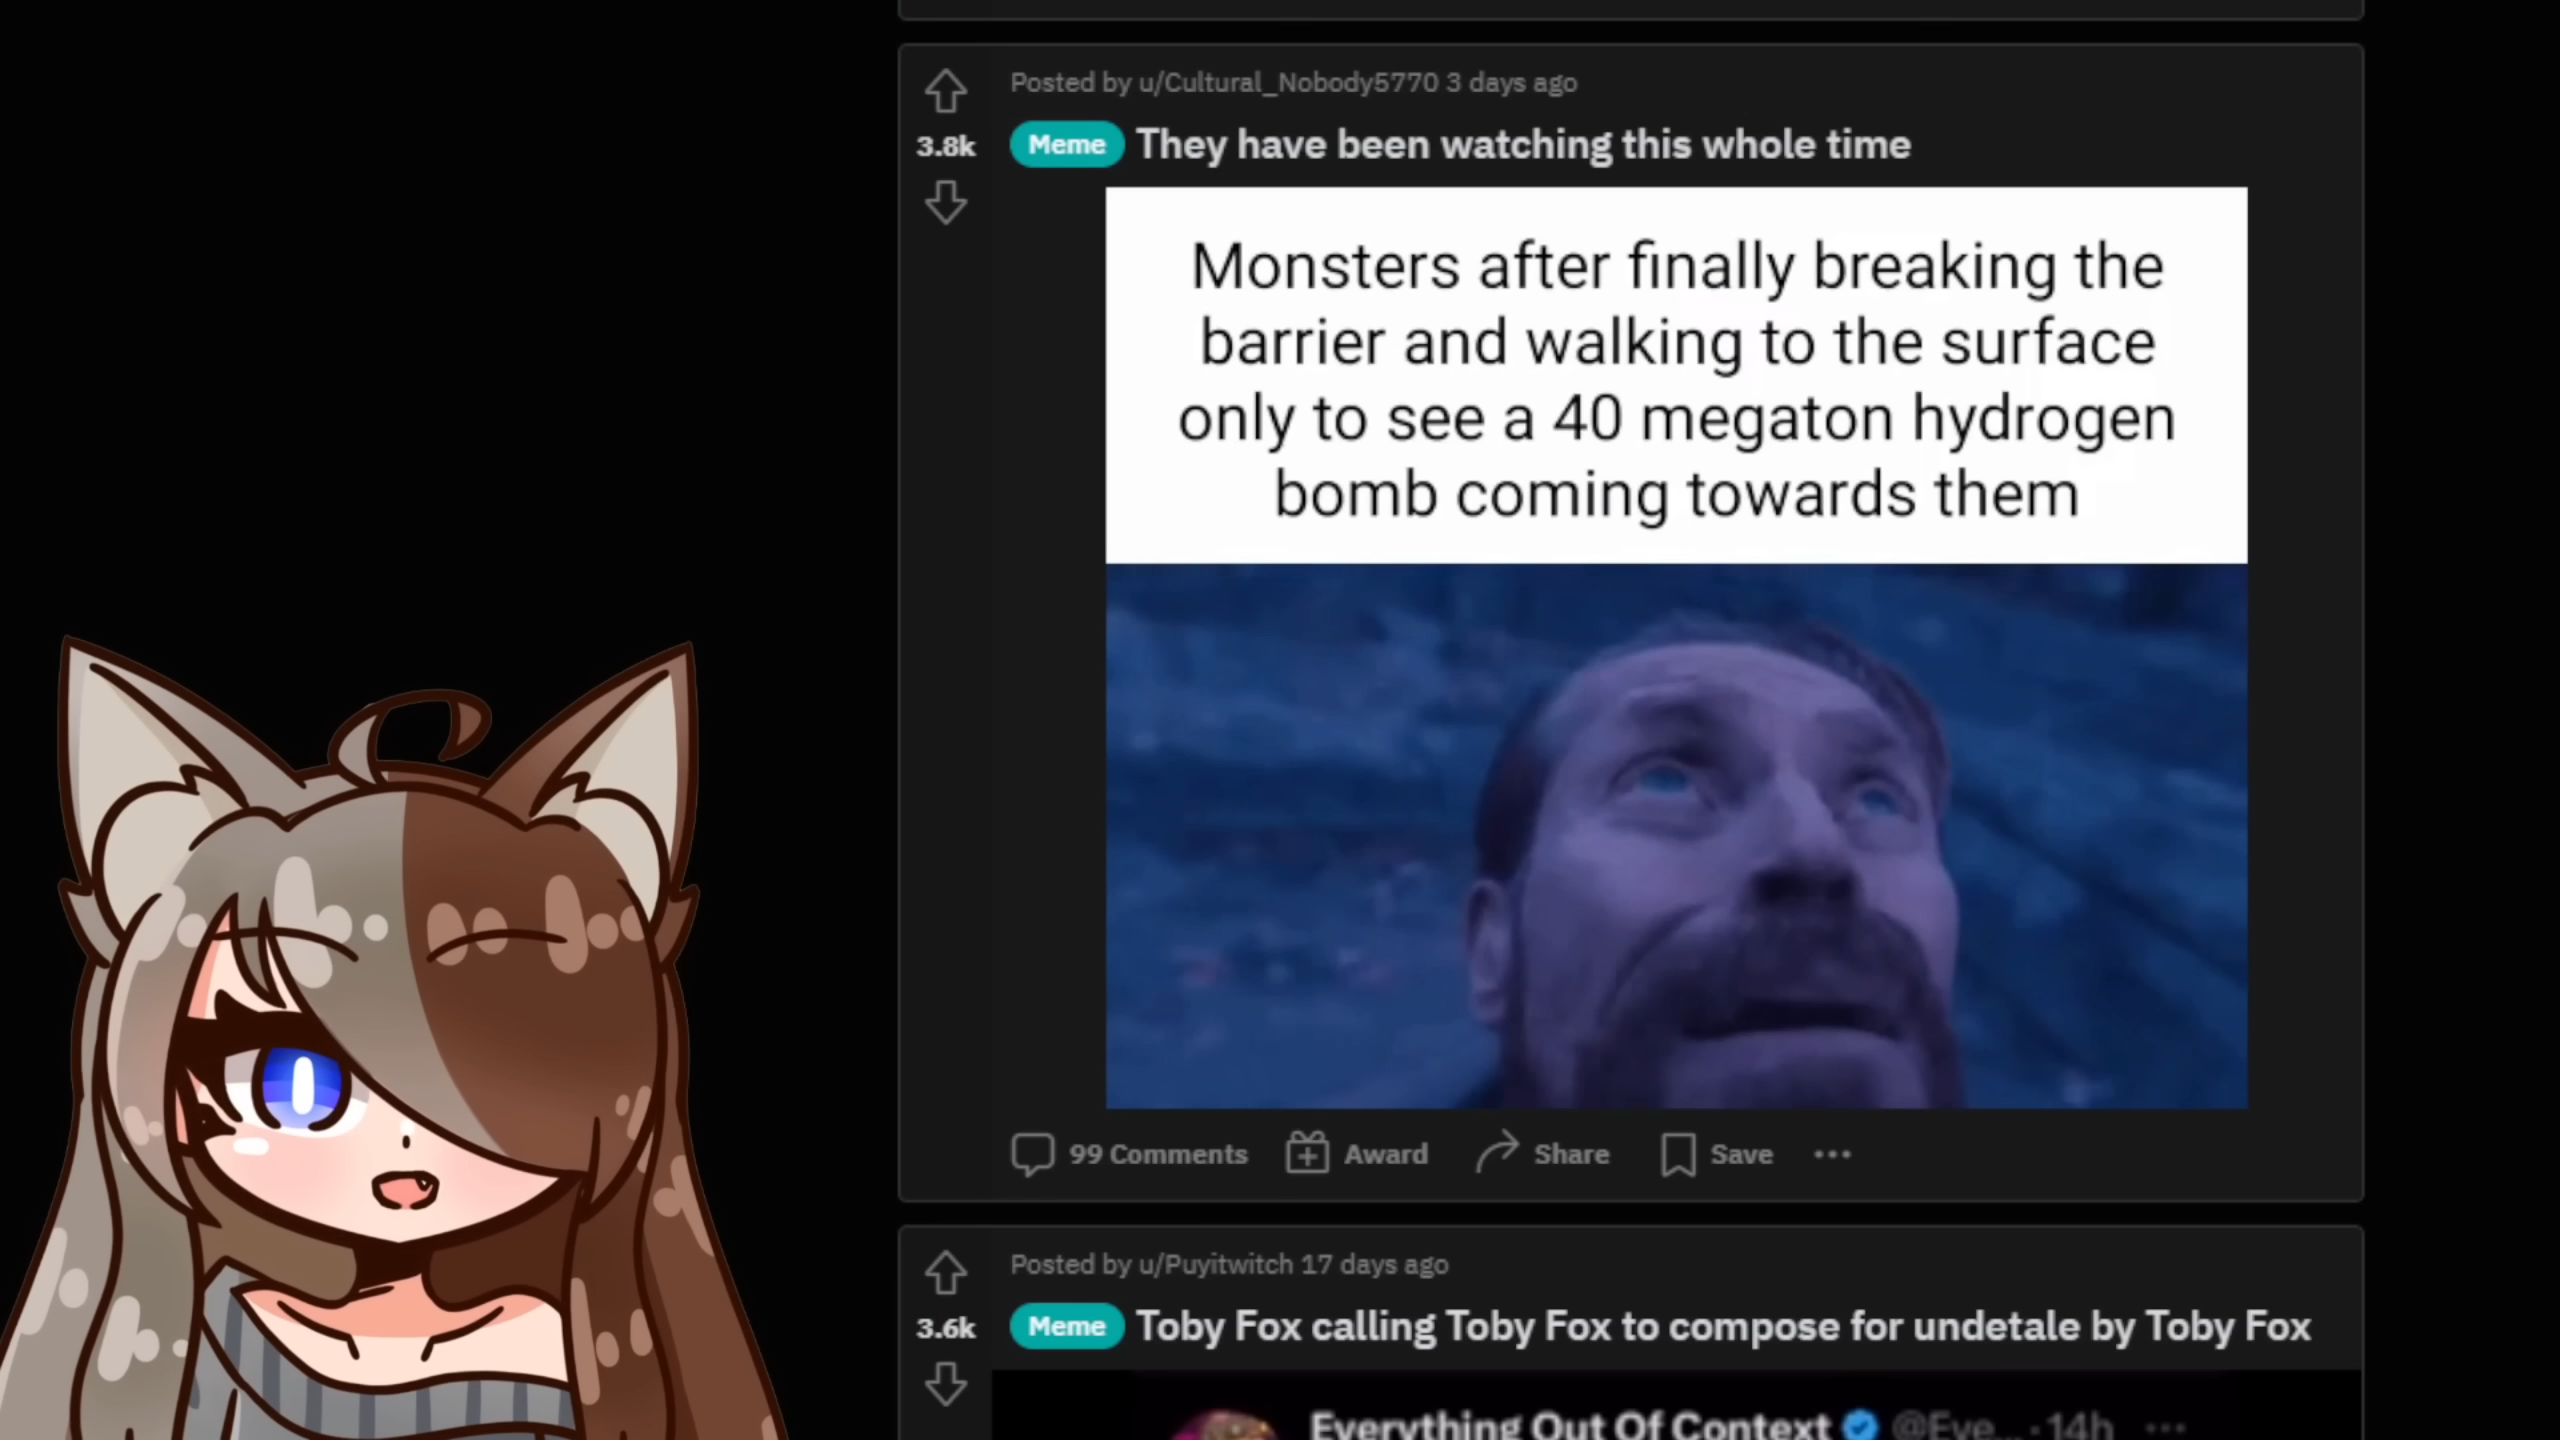 Posted by u/Cultural_Nobody5770 3 days ago
3.8k
Meme They have been watching this whole time
Monsters after finally breaking the
barrier and walking to the surface
only to see a 40 megaton hydrogen
bomb coming towards them
99 Comments Award Share Save
Posted by u/Puyitwitch 17 days ago
3.6k
Meme Toby Fox calling Toby Fox to compose for undetale by Toby Fox
Everything Out Of Context @Eve... · 14h